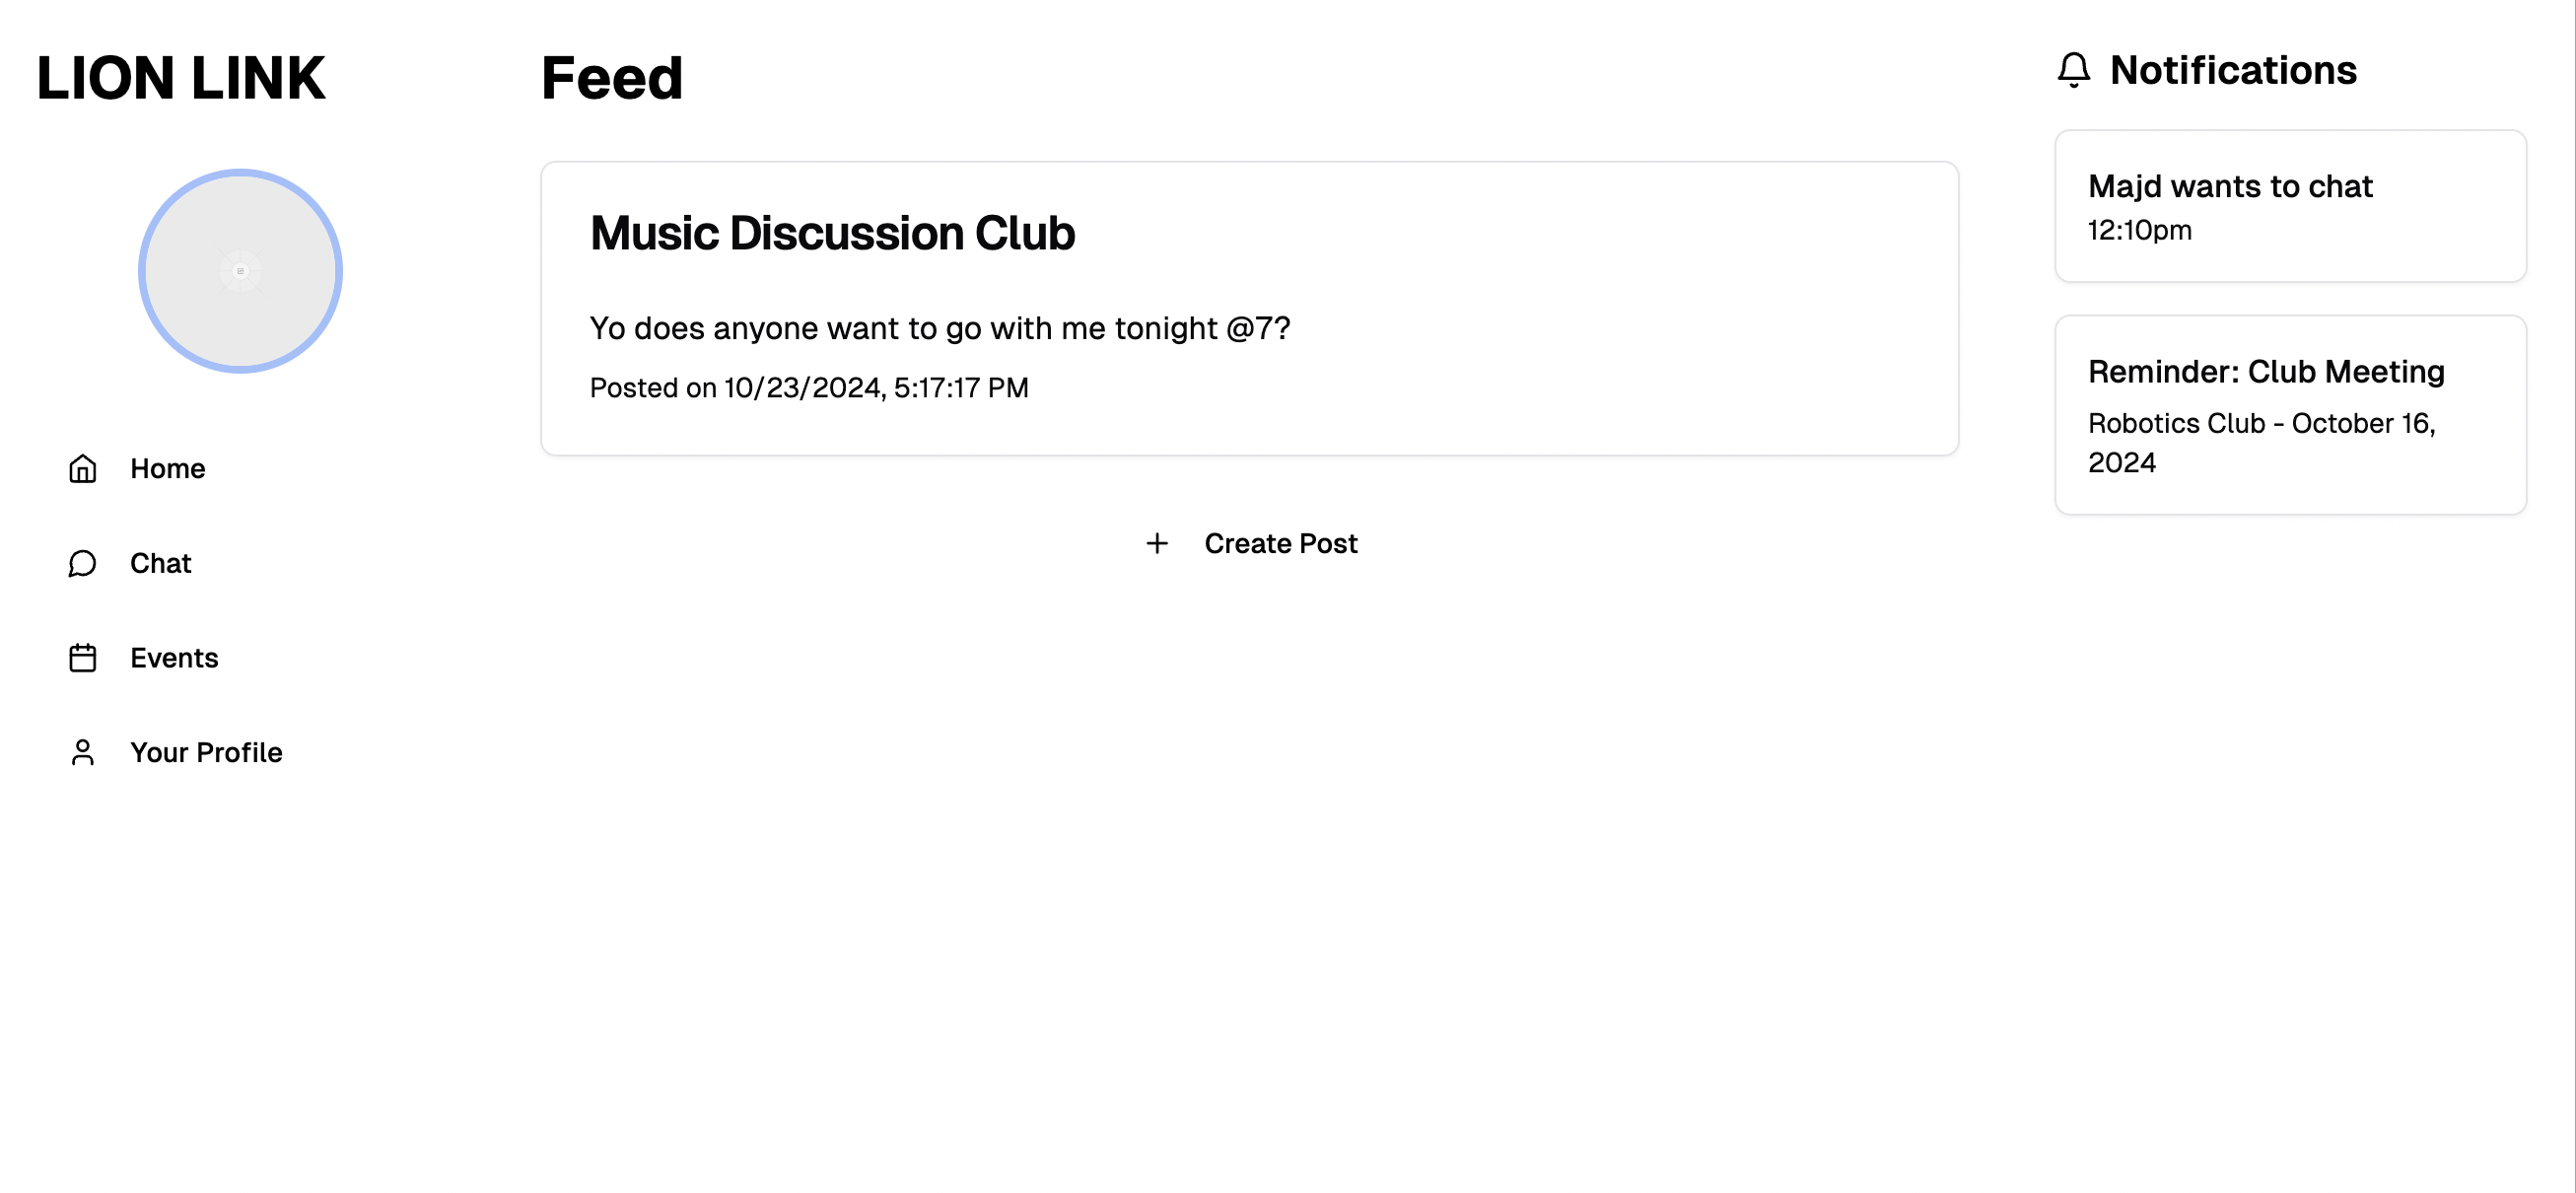 LION LINK
Home
Chat
Events
Your Profile
Feed
Music Discussion Club
Yo does anyone want to go with me tonight @7?
Posted on 10/23/2024, 5:17:17 PM
Create Post
Notifications
Majd wants to chat
12:10pm
Reminder: Club Meeting
Robotics Club - October 16,
2024